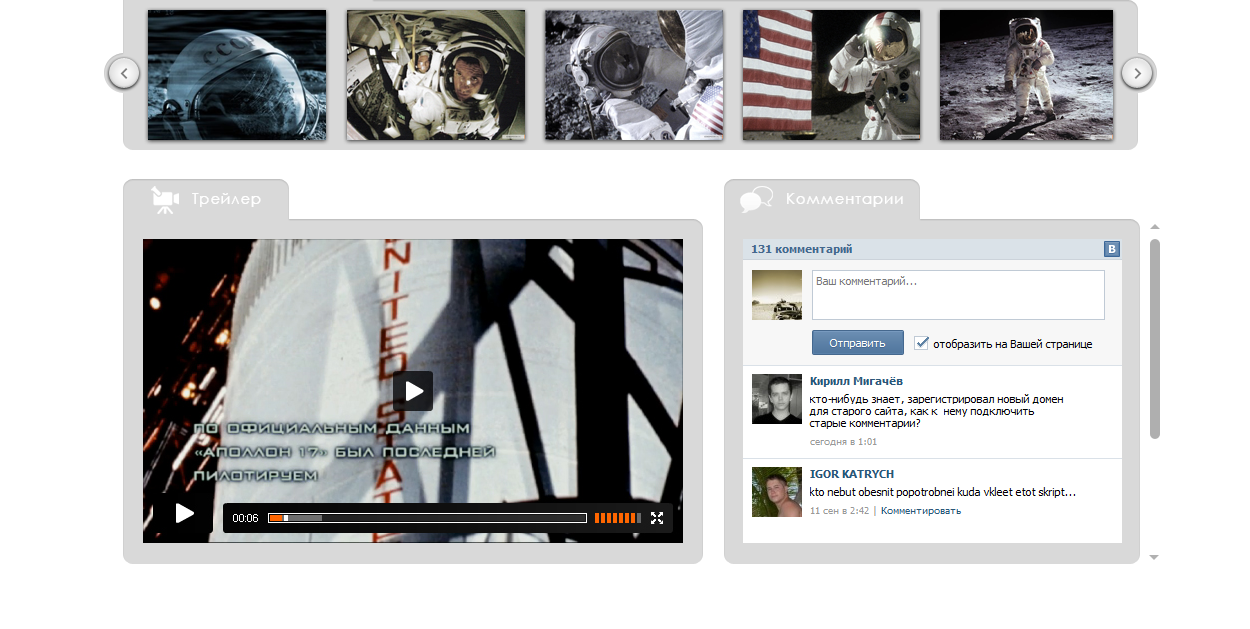 Трейлер
UNITED STATE
ПО ОФИЦИАЛЬНЫМ ДАННЫМ
«АПОЛЛОН 17» БЫЛ ПОСЛЕДНЕЙ
ПИЛОТИРУЕМ
00:06
Комментарии
131 комментарий
B
Ваш комментарий...
Отправить
отобразить на Вашей странице
Кирилл Мигачёв
кто-нибудь знает, зарегистрировал новый домен
для старого сайта, как к нему подключить
старые комментарии?
сегодня в 1:01
IGOR KATRYCH
kto nebut obesnit popotrobnei kuda vkleet etot skript...
11 сен в 2:42 | Комментировать